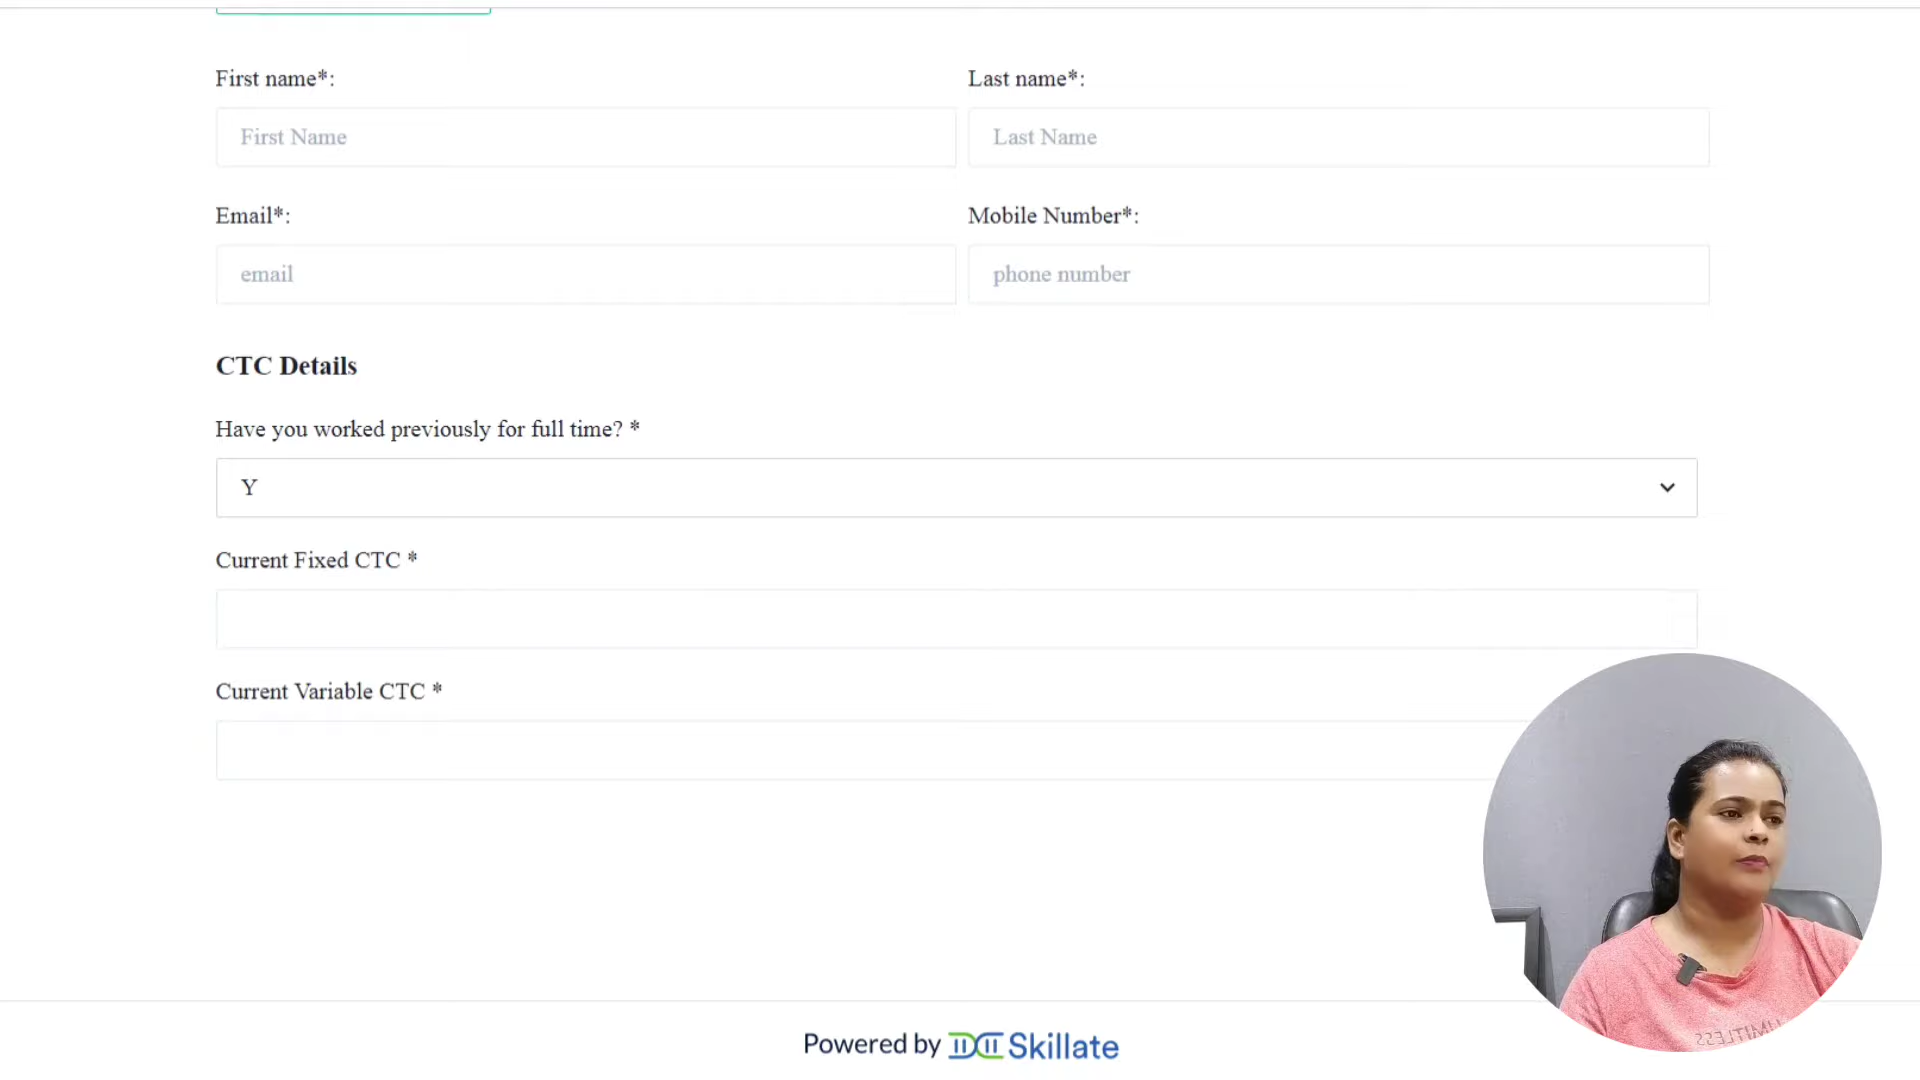 First name*:
Last name*:
First Name
Last Name
Email*:
Mobile Number*:
email
phone number
CTC Details
Have you worked previously for full time? *
Y
Current Fixed CTC *
Current Variable CTC *
Powered by Skillate